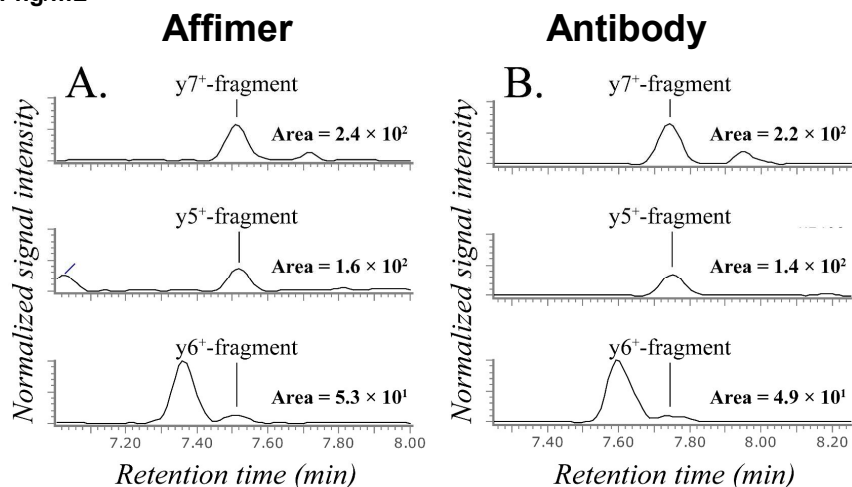 Affimer
Antibody
A.
y7⁺-fragment
Area = 2.4 × 10²
y5⁺-fragment
Area = 1.6 × 10²
y6⁺-fragment
Area = 5.3 × 10¹
Normalized signal intensity
7.20 7.40 7.60 7.80 8.00
Retention time (min)
B.
y7⁺-fragment
Area = 2.2 × 10²
y5⁺-fragment
Area = 1.4 × 10²
y6⁺-fragment
Area = 4.9 × 10¹
Normalized signal intensity
7.40 7.60 7.80 8.00 8.20
Retention time (min)